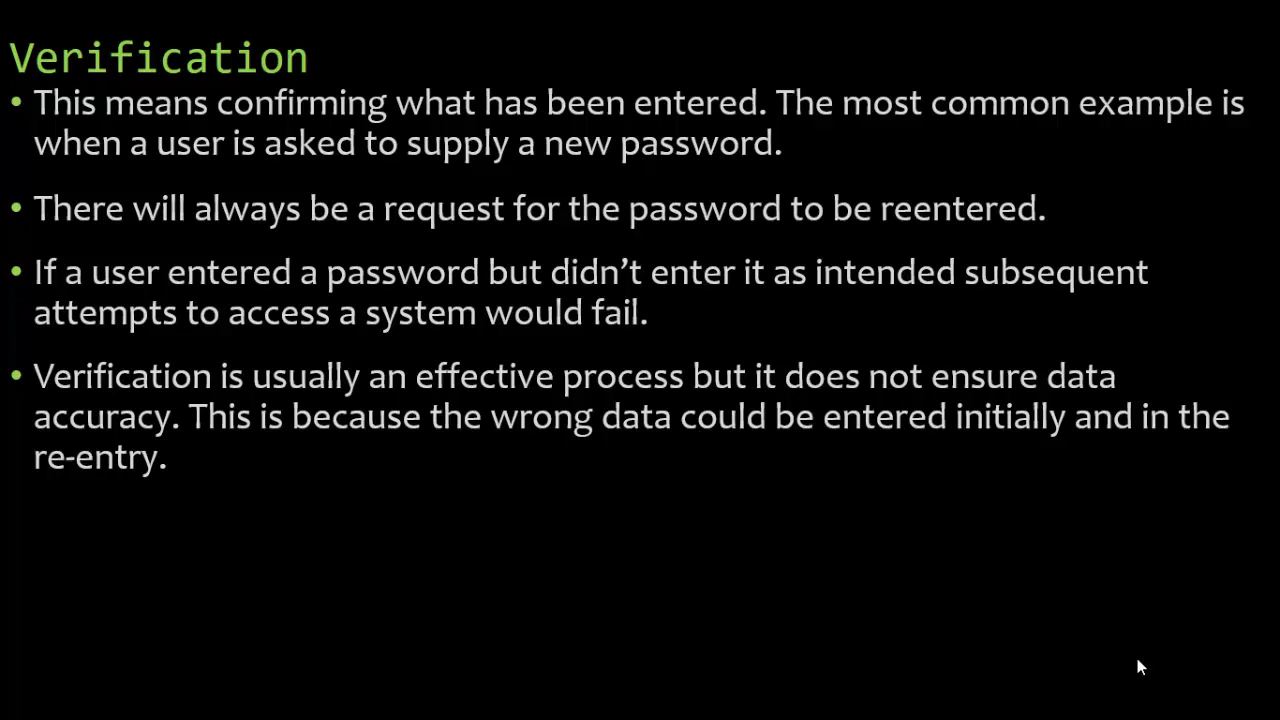 Verification
• This means confirming what has been entered. The most common example is
when a user is asked to supply a new password.
• There will always be a request for the password to be reentered.
• If a user entered a password but didn’t enter it as intended subsequent
attempts to access a system would fail.
• Verification is usually an effective process but it does not ensure data
accuracy. This is because the wrong data could be entered initially and in the
re-entry.